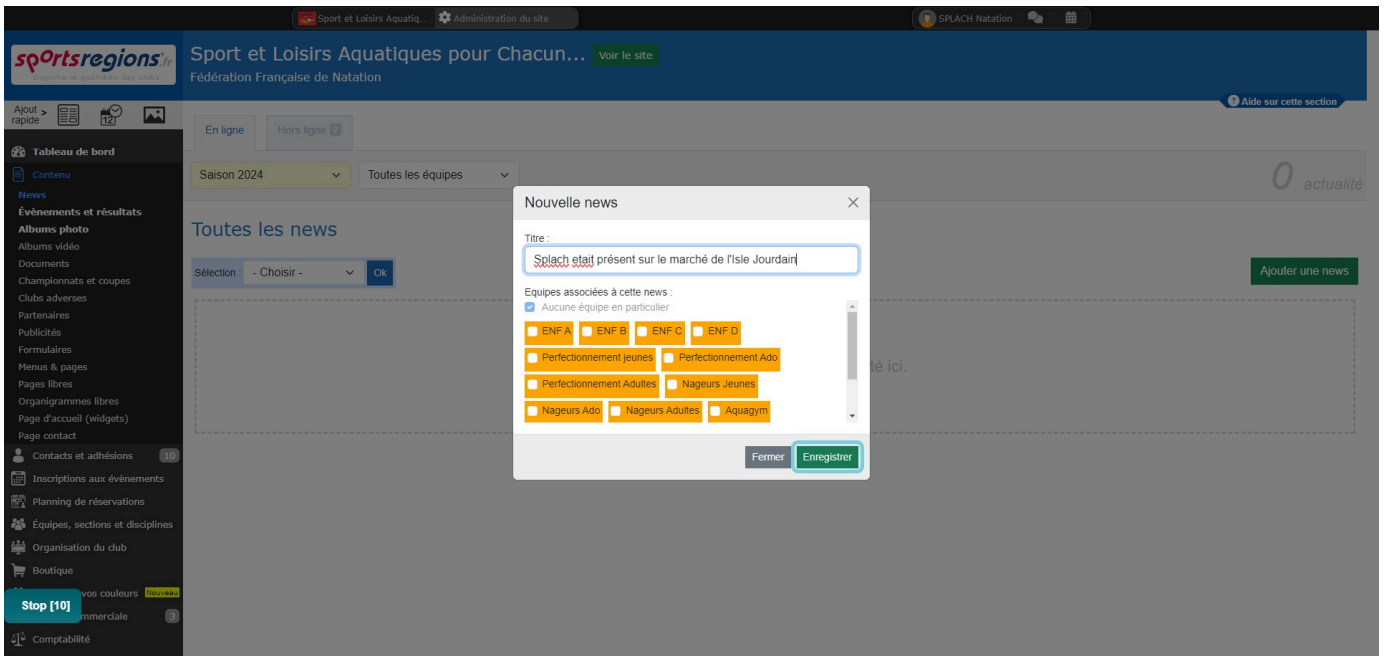 Sport et Loisirs Aquatiq...
Administration du site
SPLACH Natation
sportsregions.fr
Simplifie le quotidien des clubs
Sport et Loisirs Aquatiques pour Chacun... Voir le site
Fédération Française de Natation
Aide sur cette section
Ajout rapide >
12
En ligne
Hors ligne 2
Tableau de bord
Contenu
News
Évènements et résultats
Albums photo
Albums vidéo
Documents
Championnats et coupes
Clubs adverses
Partenaires
Publicités
Formulaires
Menus & pages
Pages libres
Organigrammes libres
Page d'accueil (widgets)
Page contact
Contacts et adhésions 10
Inscriptions aux évènements
Planning de réservations
Équipes, sections et disciplines
Organisation du club
Boutique
vos couleurs Nouveau
Stop [10]
mmerciale 3
Comptabilité
Saison 2024
Toutes les équipes
0 actualité
Toutes les news
Sélection : - Choisir - Ok
Ajouter une news
té ici.
Nouvelle news
Titre :
Splach etait présent sur le marché de l'Isle Jourdain
Equipes associées à cette news :
Aucune équipe en particulier
ENF A ENF B ENF C ENF D
Perfectionnement jeunes Perfectionnement Ado
Perfectionnement Adultes Nageurs Jeunes
Nageurs Ado Nageurs Adultes Aquagym
Fermer Enregistrer